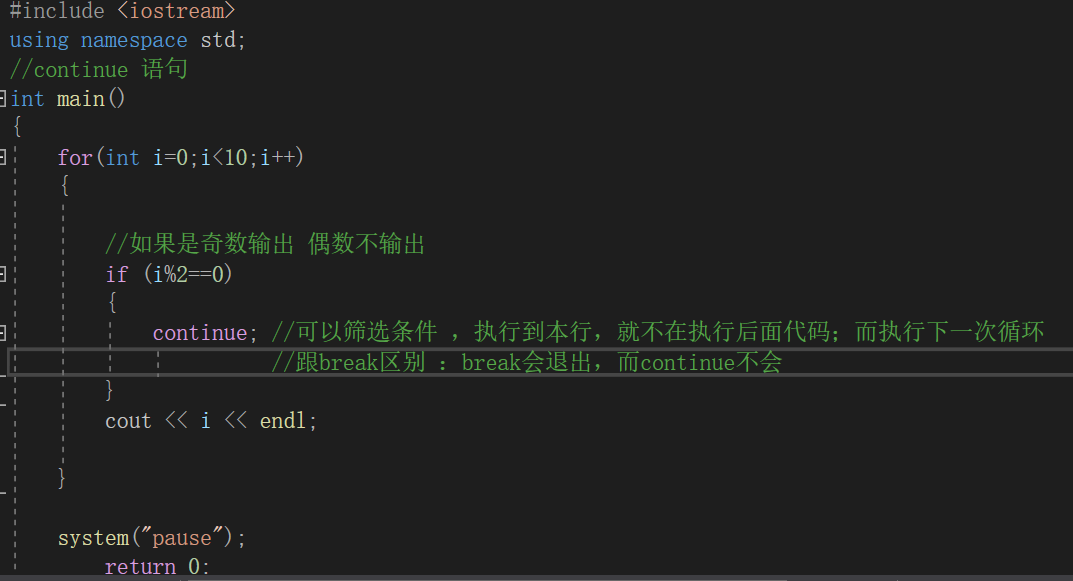 #include <iostream>
using namespace std;
//continue 语句
int main()
{
for(int i=0;i<10;i++)
{
//如果是奇数输出 偶数不输出
if (i%2==0)
{
continue; //可以筛选条件 ，执行到本行，就不在执行后面代码；而执行下一次循环
//跟break区别 ：break会退出，而continue不会
}
cout << i << endl;
}
system("pause");
return 0;